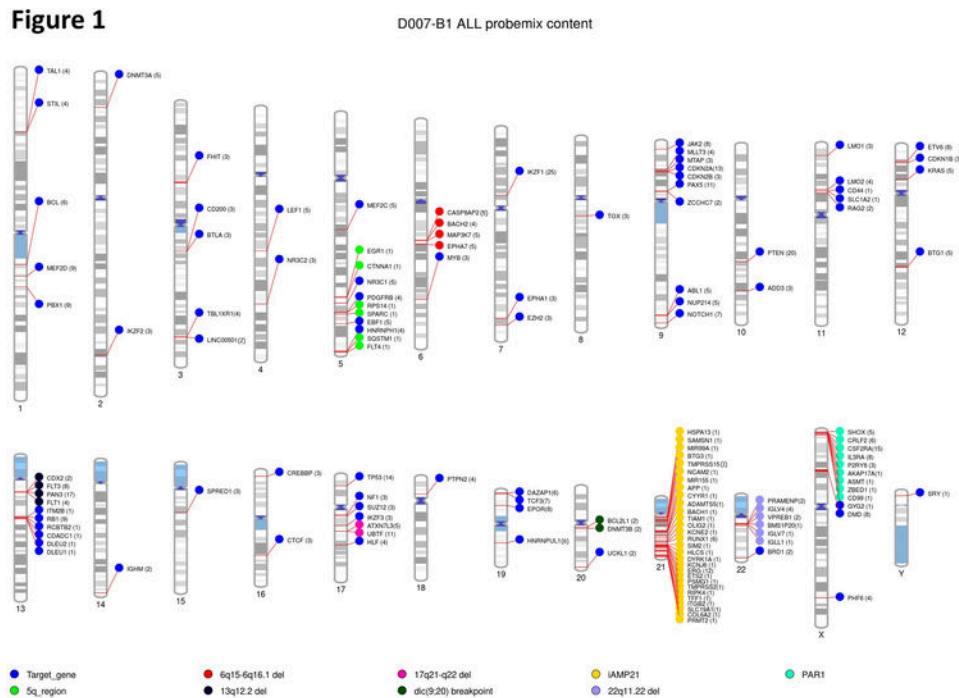 Figure 1
D007-B1 ALL probemix content
TAL1 (4)
STIL (4)
BCL (6)
MEF2D (9)
PBX1 (9)
1
DNMT3A (5)
IKZF2 (3)
2
FHIT (3)
CD200 (3)
BTLA (3)
TBL1XR1(4)
LINC00501(2)
3
LEF1 (5)
NR3C2 (3)
4
MEF2C (5)
EGR1 (1)
CTNNA1 (1)
NR3C1 (5)
PDGFRB (4)
RPS14 (1)
SPARC (1)
EBF1 (5)
HNRNPH1(4)
SQSTM1 (1)
FLT4 (1)
5
CASP8AP2 (5)
BACH2 (4)
MAP3K7 (5)
EPHA7 (5)
MYB (3)
6
IKZF1 (25)
EPHA1 (3)
EZH2 (3)
7
TOX (3)
8
JAK2 (8)
MLLT3 (4)
MTAP (3)
CDKN2A(13)
CDKN2B (3)
PAX5 (11)
ZCCHC7 (2)
ABL1 (5)
NUP214 (5)
NOTCH1 (7)
9
PTEN (20)
ADD3 (3)
10
LMO1 (3)
LMO2 (4)
CD44 (1)
SLC1A2 (1)
RAG2 (2)
11
ETV6 (8)
CDKN1B (3)
KRAS (5)
BTG1 (5)
12
CDX2 (2)
FLT3 (8)
PAN3 (17)
FLT1 (4)
ITM2B (1)
RB1 (9)
RCBTB2 (1)
CDADC1 (1)
DLEU2 (1)
DLEU1 (1)
13
IGHM (2)
14
SPRED1 (3)
15
CREBBP (3)
CTCF (3)
16
TP53 (14)
NF1 (3)
SUZ12 (3)
IKZF3 (3)
ATXN7L3(5)
UBTF (11)
HLF (4)
17
PTPN2 (4)
18
DAZAP1(6)
TCF3(7)
EPOR(8)
HNRNPUL1(6)
19
BCL2L1 (2)
DNMT3B (2)
UCKL1 (2)
20
HSPA13 (1)
SAMSN1 (1)
MIR99A (1)
BTG3 (1)
TMPRSS15 (1)
NCAM2 (1)
MIR155 (1)
APP (1)
CYYR1 (1)
ADAMTS5(1)
BACH1 (1)
TIAM1 (1)
OLIG2 (1)
KCNE2 (1)
RUNX1 (6)
SIM2 (1)
HLCS (1)
DYRK1A (1)
KCNJ6 (1)
ERG (12)
ETS2 (1)
PSMG1 (1)
TMPRSS2(1)
RIPK4 (1)
TFF1 (1)
ITGB2 (1)
SLC19A1(1)
COL6A2 (1)
PRMT2 (1)
21
PRAMENP(2)
IGLV4 (1)
VPREB1 (2)
BMS1P20(1)
IGLV7 (1)
IGLL1 (1)
BRD1 (2)
22
SHOX (5)
CRLF2 (6)
CSF2RA(15)
IL3RA (8)
P2RY8 (3)
AKAP17A(1)
ASMT (1)
ZBED1 (1)
CD99 (1)
GYG2 (1)
DMD (8)
PHF6 (4)
X
SRY (1)
Y
Target_gene
6q15-6q16.1 del
17q21-q22 del
iAMP21
PAR1
5q_region
13q12.2 del
dic(9;20) breakpoint
22q11.22 del